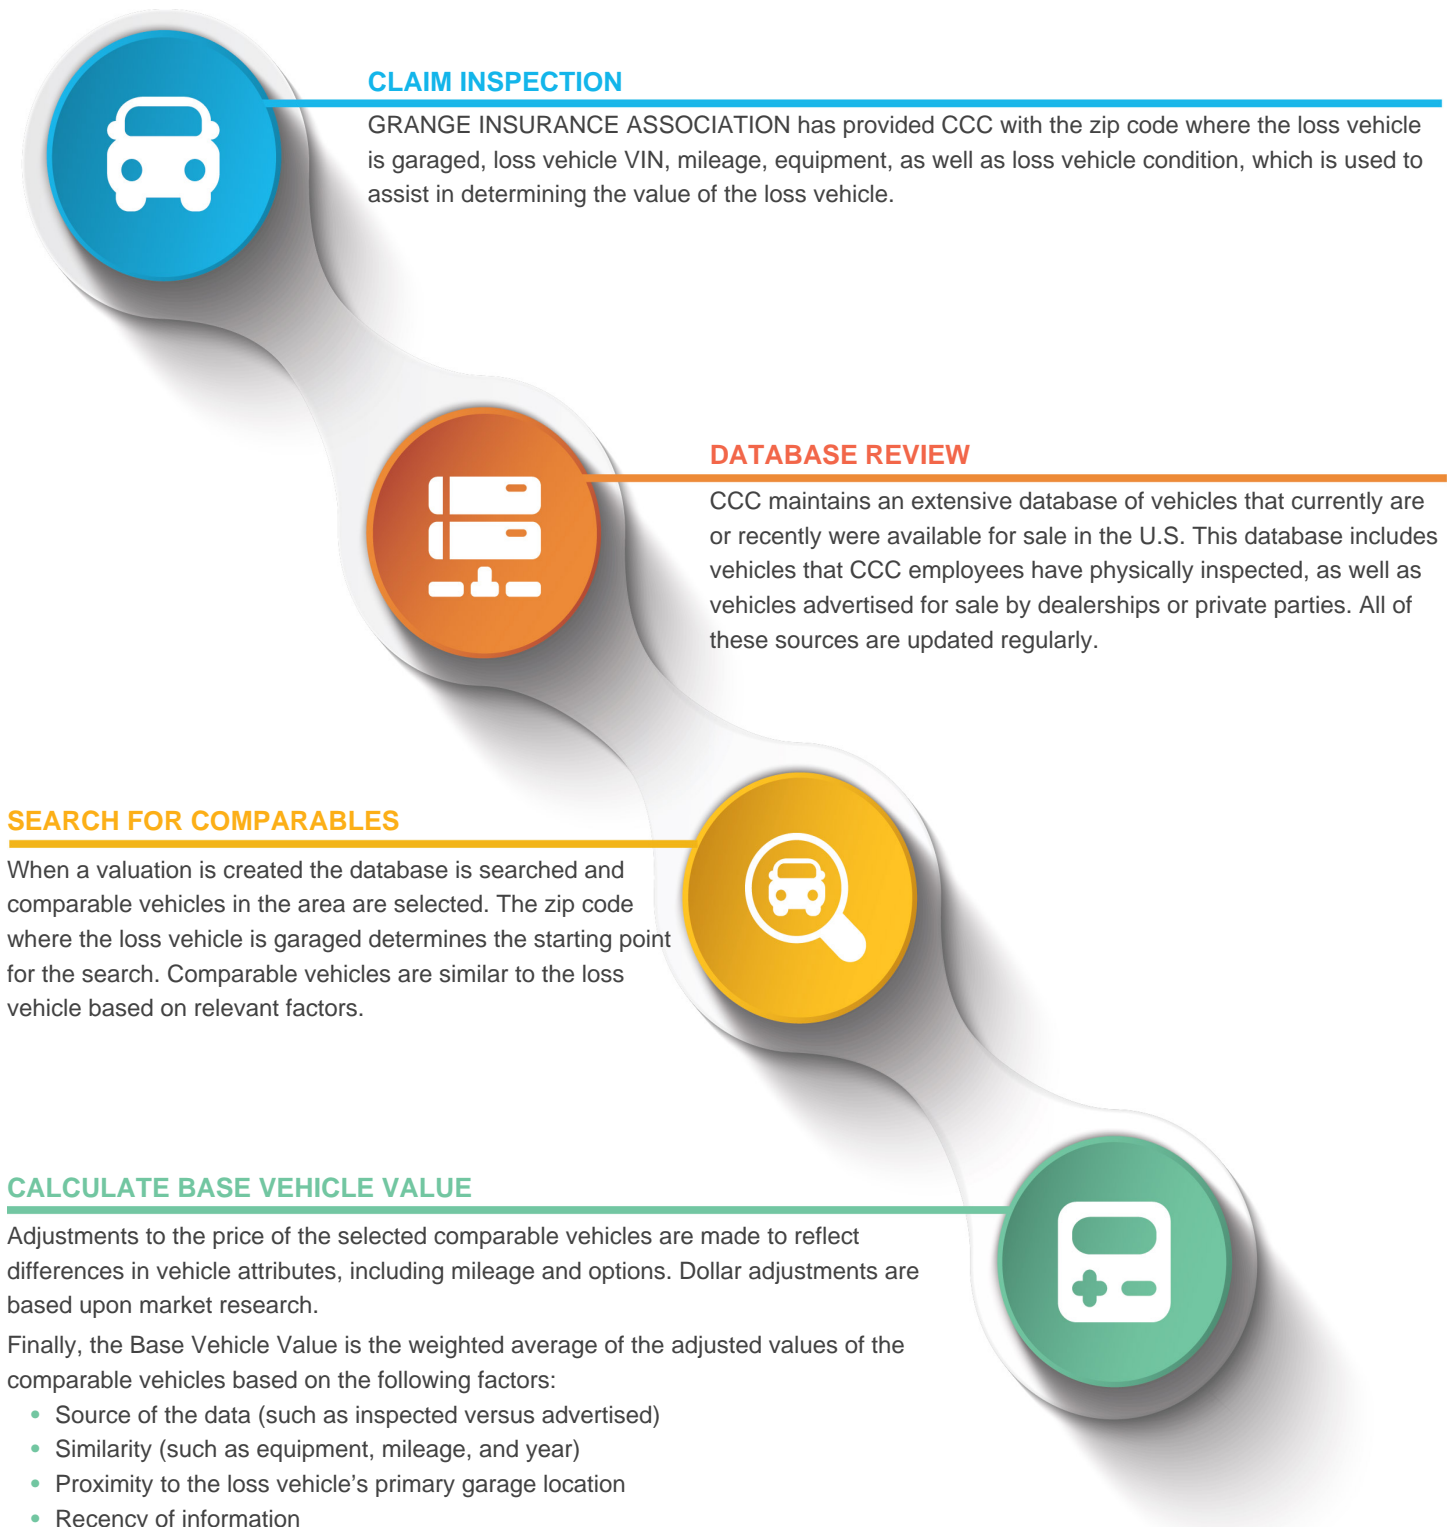 CLAIM INSPECTION
GRANGE INSURANCE ASSOCIATION has provided CCC with the zip code where the loss vehicle
is garaged, loss vehicle VIN, mileage, equipment, as well as loss vehicle condition, which is used to
assist in determining the value of the loss vehicle.
DATABASE REVIEW
CCC maintains an extensive database of vehicles that currently are
or recently were available for sale in the U.S. This database includes
vehicles that CCC employees have physically inspected, as well as
vehicles advertised for sale by dealerships or private parties. All of
these sources are updated regularly.
SEARCH FOR COMPARABLES
When a valuation is created the database is searched and
comparable vehicles in the area are selected. The zip code
where the loss vehicle is garaged determines the starting point
for the search. Comparable vehicles are similar to the loss
vehicle based on relevant factors.
CALCULATE BASE VEHICLE VALUE
Adjustments to the price of the selected comparable vehicles are made to reflect
differences in vehicle attributes, including mileage and options. Dollar adjustments are
based upon market research.
Finally, the Base Vehicle Value is the weighted average of the adjusted values of the
comparable vehicles based on the following factors:
• Source of the data (such as inspected versus advertised)
• Similarity (such as equipment, mileage, and year)
• Proximity to the loss vehicle's primary garage location
• Recency of information